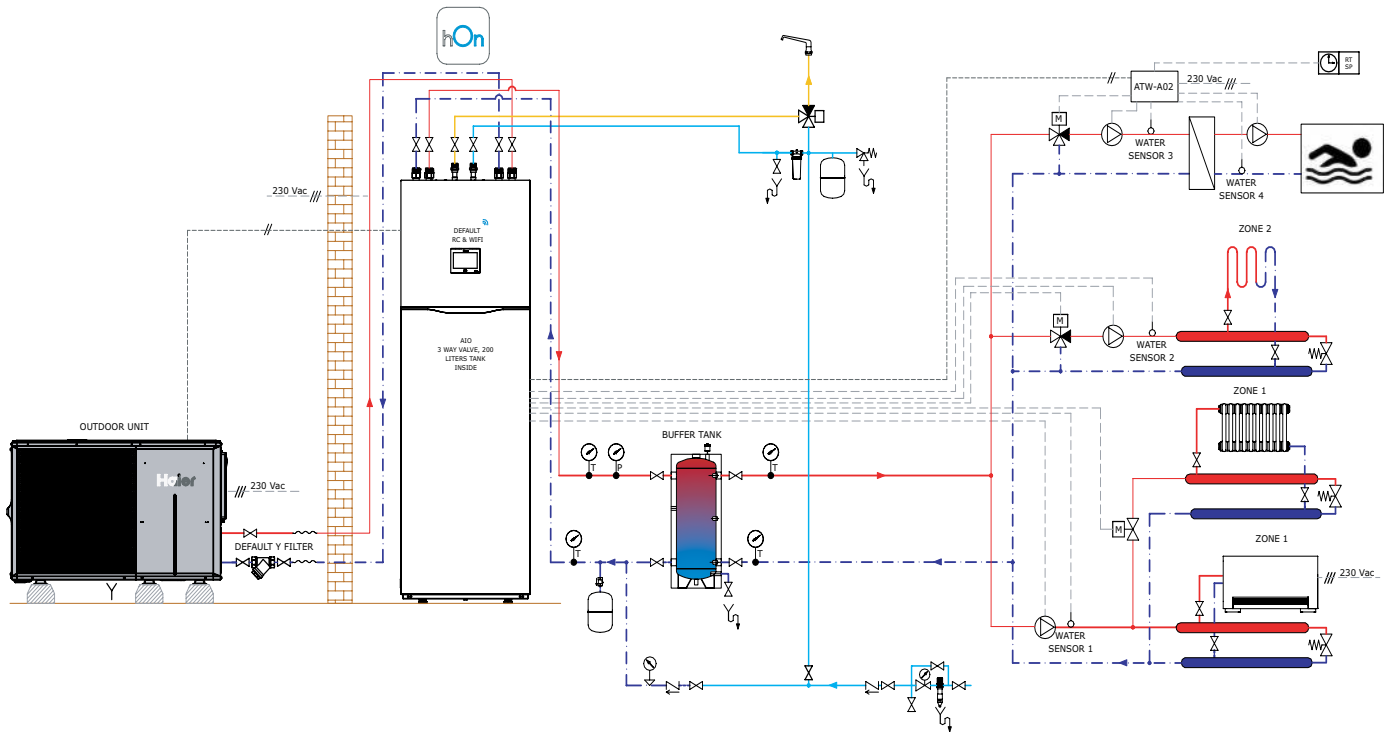 hOn
230 Vac
DEFAULT
RC & WIFI
AIO
3 WAY VALVE, 200
LITERS TANK
INSIDE
OUTDOOR UNIT
Haier
230 Vac
DEFAULT Y FILTER
BUFFER TANK
T
P
T
T
T
ATW-A02
230 Vac
RT
SP
M
WATER
SENSOR 3
WATER
SENSOR 4
ZONE 2
M
WATER
SENSOR 2
ZONE 1
M
ZONE 1
230 Vac
WATER
SENSOR 1